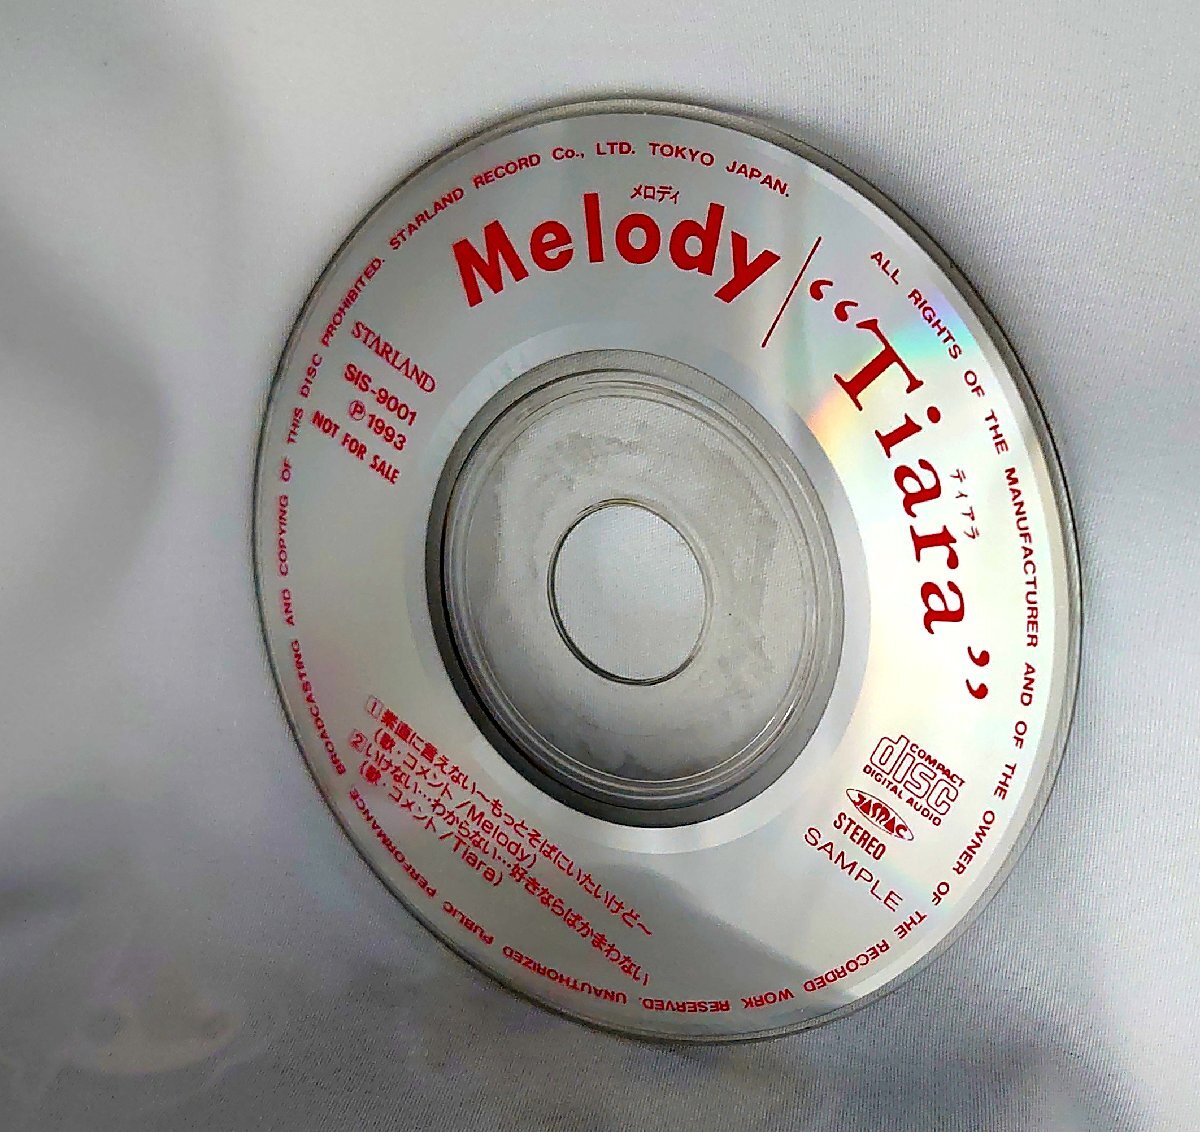 メロディ
Melody
“Tiara”
ティアラ
STARLAND
SIS-9001
Ⓟ1993
NOT FOR SALE
COMPACT
disc
DIGITAL AUDIO
JASRAC
STEREO
SAMPLE
1 素直に言えない〜もっとそばにいたいけど〜
(歌・コメント/Melody)
2 いけない…わからない…好きならばかまわない
(歌・コメント/Tiara)
ALL RIGHTS OF THE MANUFACTURER AND OF THE OWNER OF THE RECORDED WORK RESERVED. UNAUTHORIZED PUBLIC PERFORMANCE BROADCASTING AND COPYING OF THIS DISC PROHIBITED. STARLAND RECORD Co., LTD. TOKYO JAPAN.